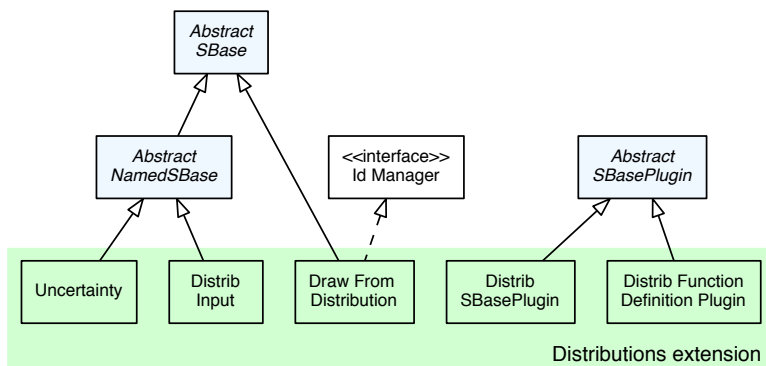 Abstract
SBase
Abstract
NamedSBase
<<interface>>
Id Manager
Abstract
SBasePlugin
Uncertainty
Distrib
Input
Draw From
Distribution
Distrib
SBasePlugin
Distrib Function
Definition Plugin
Distributions extension